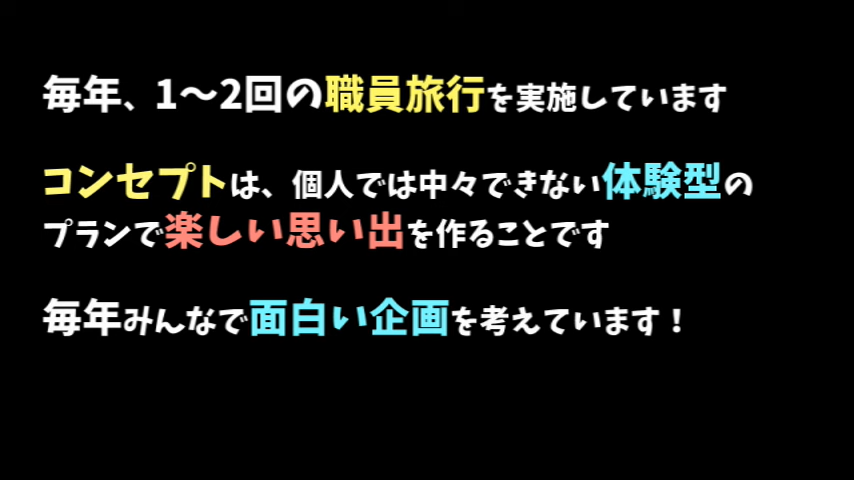 毎年、1〜2回の職員旅行を実施しています
コンセプトは、個人では中々できない体験型の
プランで楽しい思い出を作ることです
毎年みんなで面白い企画を考えています！